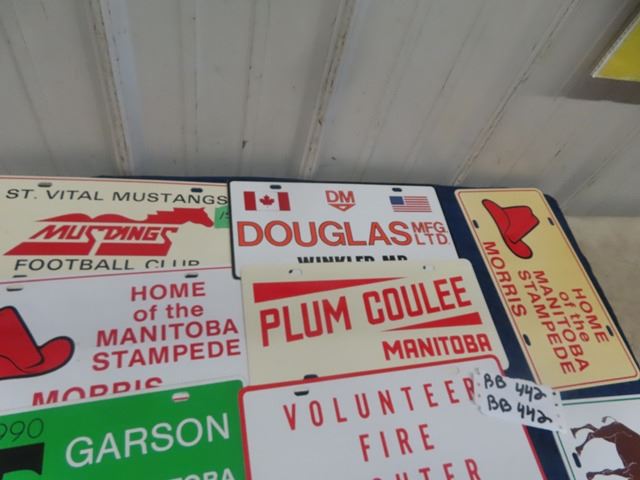 ST. VITAL MUSTANGS
MUSTANGS
FOOTBALL CLUB
DM
DOUGLAS MFG. LTD.
WINKLER MB
HOME
of the
MANITOBA
STAMPEDE
MORRIS
HOME
of the
MANITOBA
STAMPEDE
MORRIS
PLUM COULEE
MANITOBA
990
GARSON
VOLUNTEER
FIRE
BB 442
BB 442